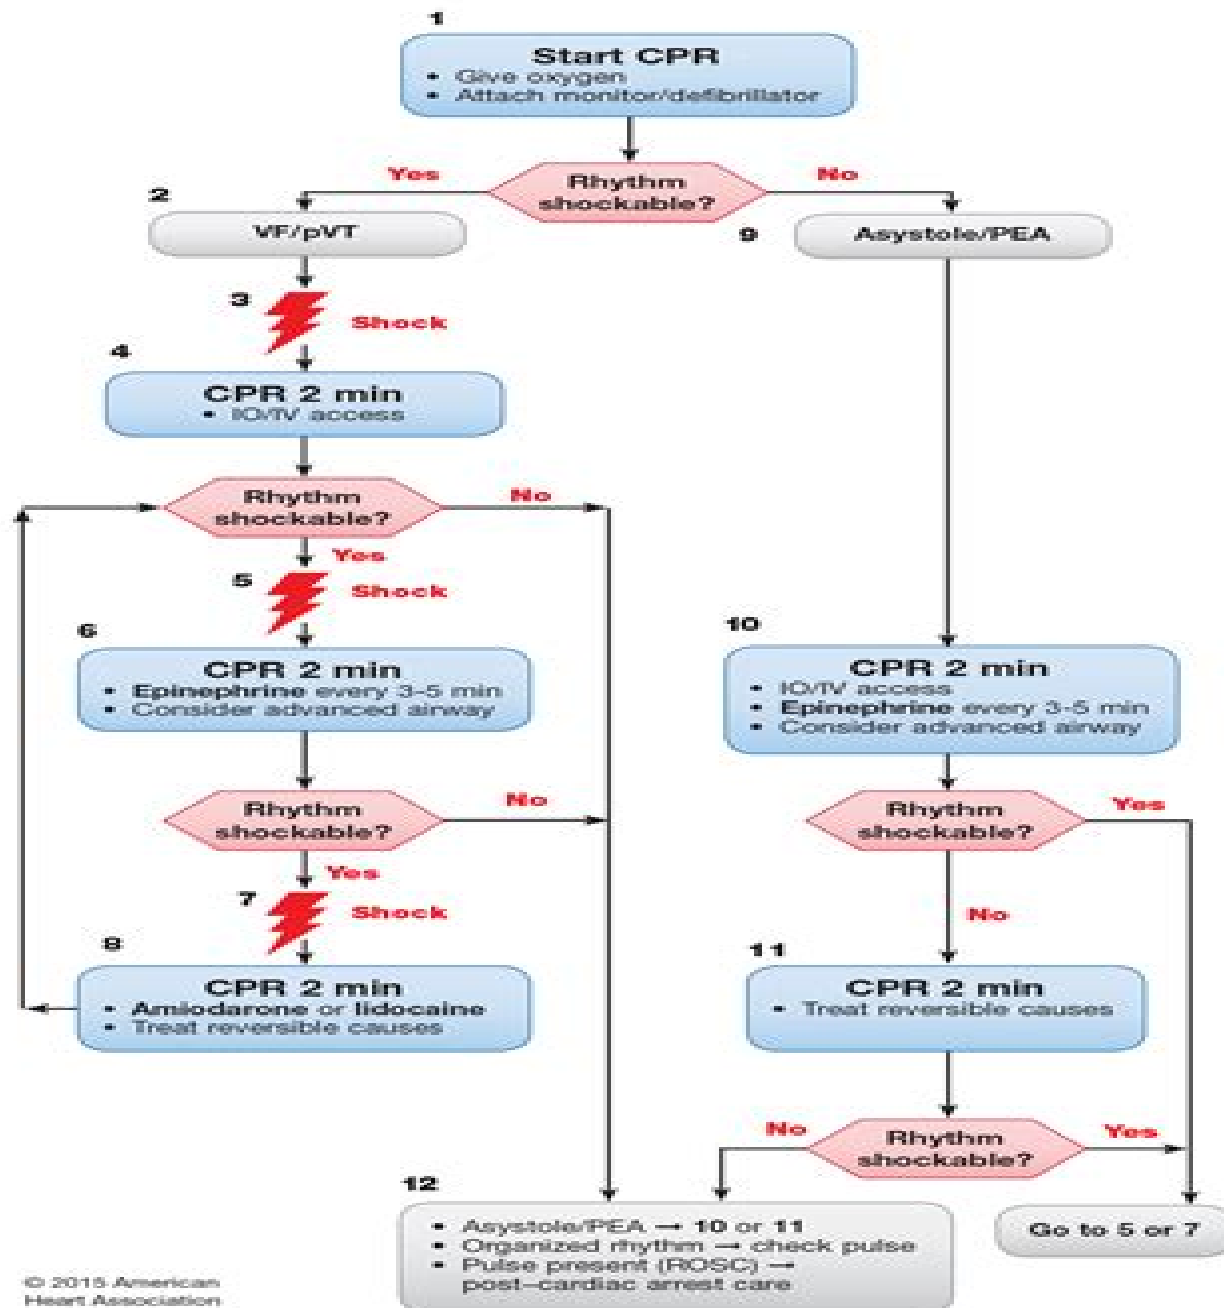 1
Start CPR
• Give oxygen
• Attach monitor/defibrillator
Rhythm
shockable?
Yes
No
2
VF/pVT
9
Asystole/PEA
3
Shock
4
CPR 2 min
• IO/IV access
Rhythm
shockable?
No
Yes
5
Shock
6
CPR 2 min
• Epinephrine every 3-5 min
• Consider advanced airway
Rhythm
shockable?
No
Yes
7
Shock
8
CPR 2 min
• Amiodarone or lidocaine
• Treat reversible causes
10
CPR 2 min
• IO/IV access
• Epinephrine every 3-5 min
• Consider advanced airway
Rhythm
shockable?
Yes
No
11
CPR 2 min
• Treat reversible causes
Rhythm
shockable?
No
Yes
12
• Asystole/PEA → 10 or 11
• Organized rhythm → check pulse
• Pulse present (ROSC) →
post–cardiac arrest care
Go to 5 or 7
© 2015 American
Heart Association